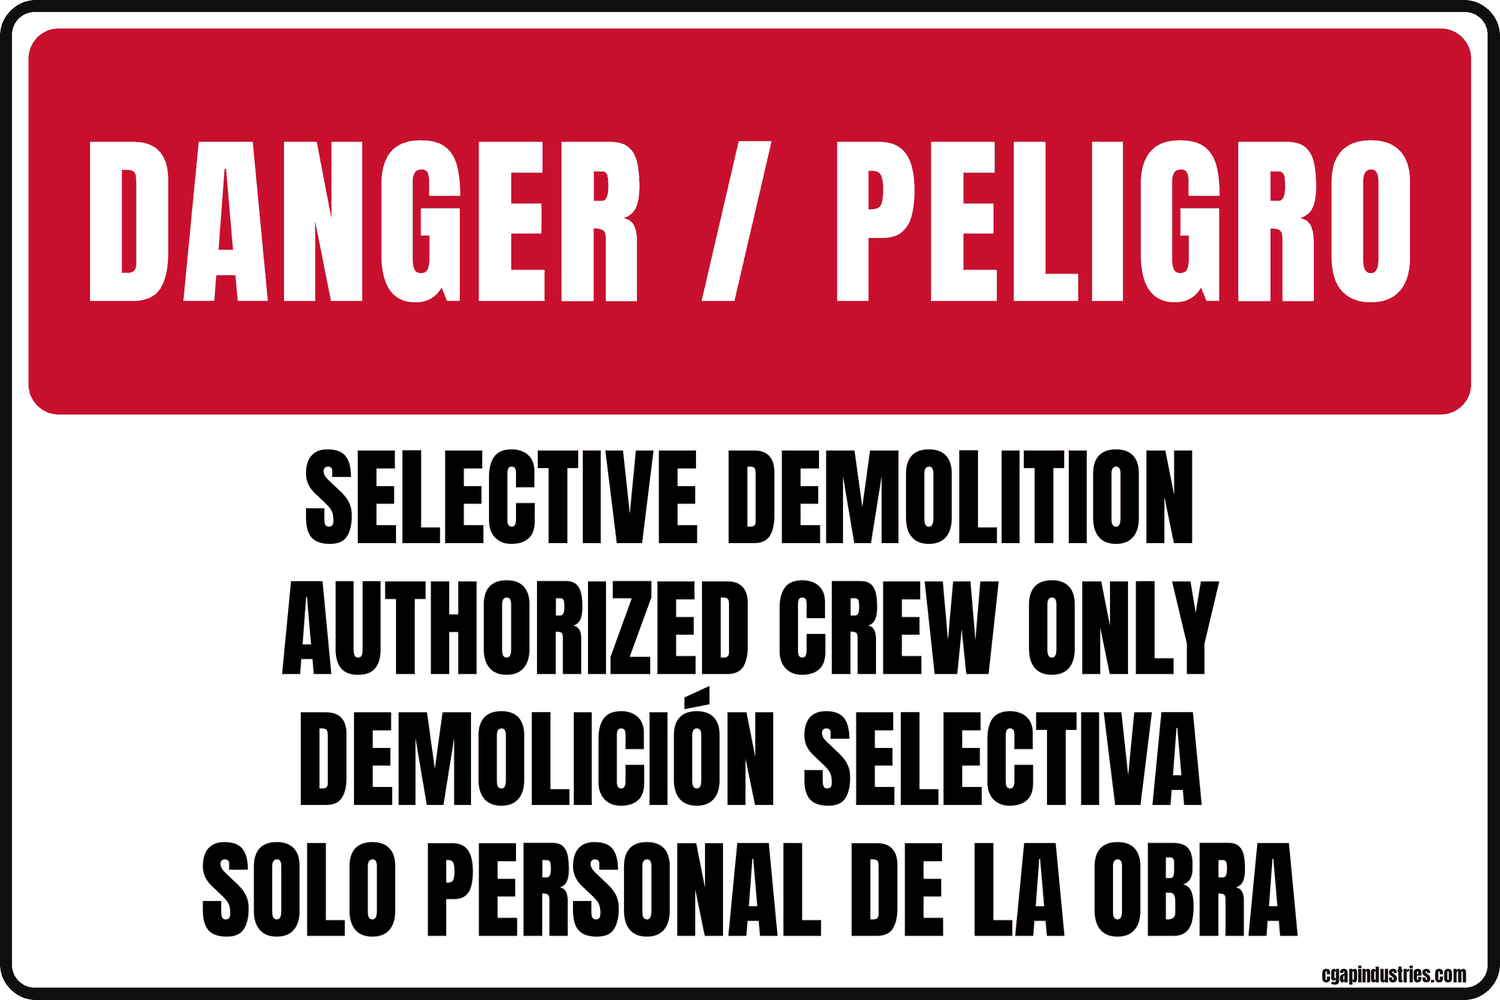 DANGER / PELIGRO
SELECTIVE DEMOLITION
AUTHORIZED CREW ONLY
DEMOLICIÓN SELECTIVA
SOLO PERSONAL DE LA OBRA
cgapindustries.com